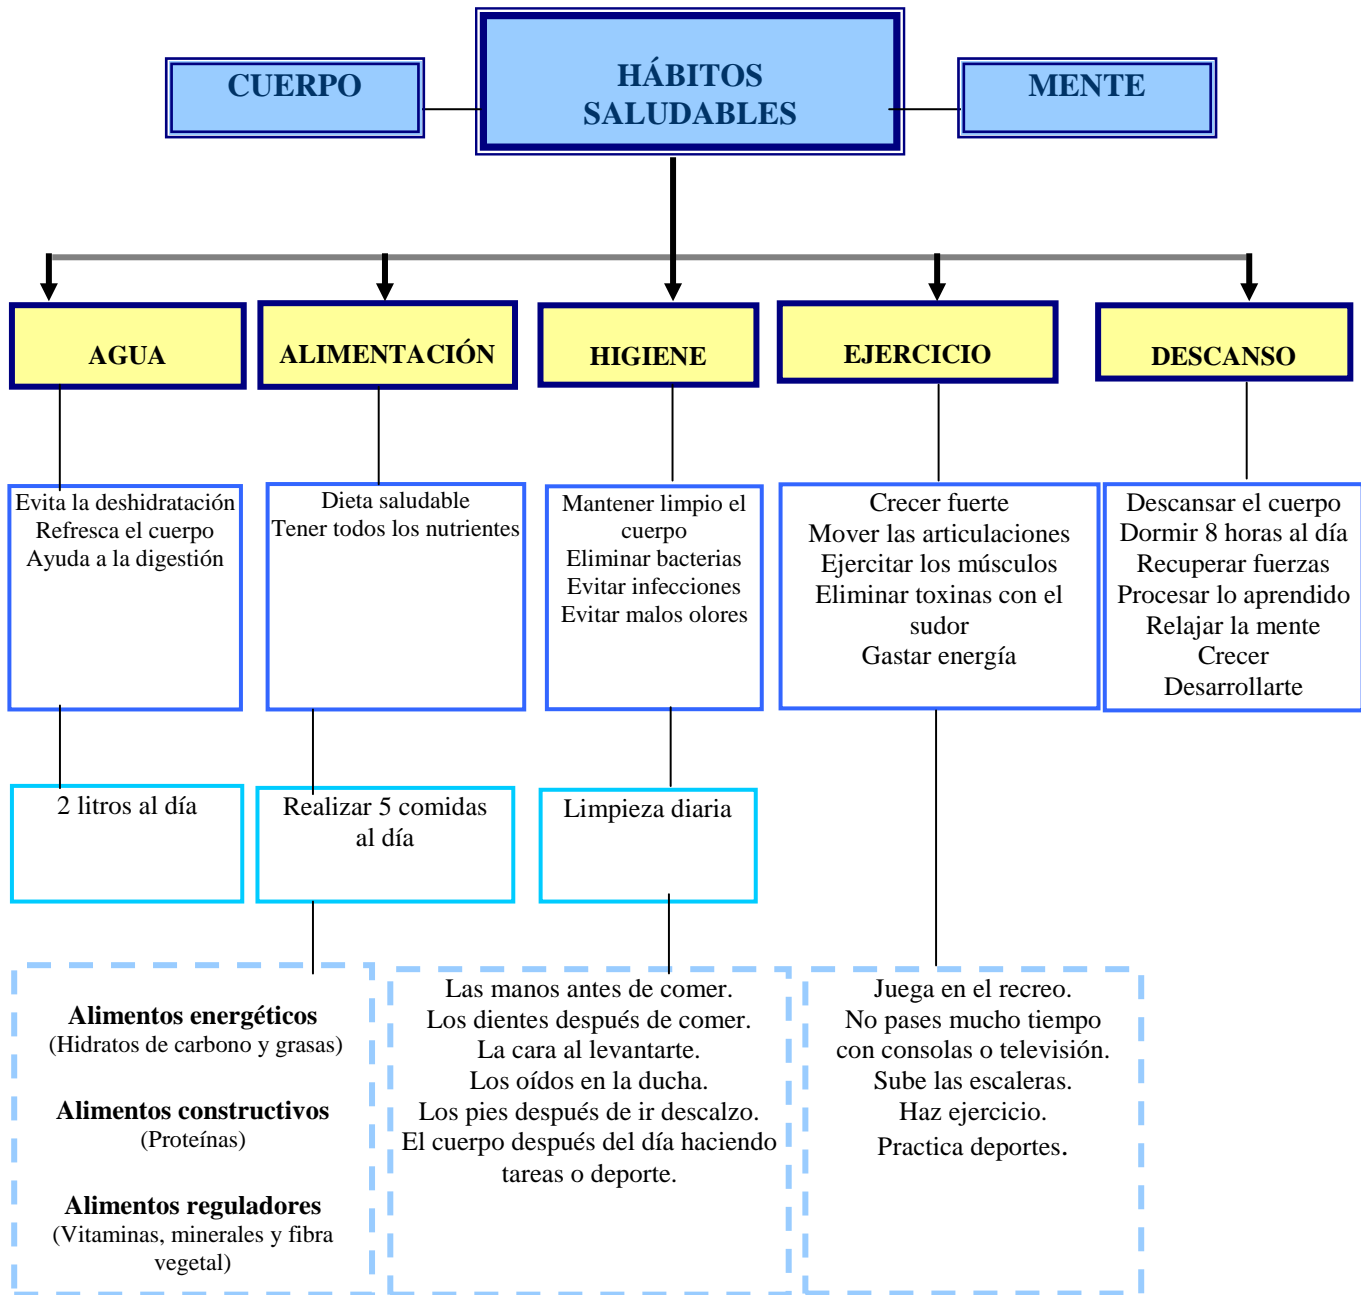 CUERPO
HÁBITOS
SALUDABLES
MENTE
AGUA
ALIMENTACIÓN
HIGIENE
EJERCICIO
DESCANSO
Evita la deshidratación
Refresca el cuerpo
Ayuda a la digestión
Dieta saludable
Tener todos los nutrientes
Mantener limpio el
cuerpo
Eliminar bacterias
Evitar infecciones
Evitar malos olores
Crecer fuerte
Mover las articulaciones
Ejercitar los músculos
Eliminar toxinas con el
sudor
Gastar energía
Descansar el cuerpo
Dormir 8 horas al día
Recuperar fuerzas
Procesar lo aprendido
Relajar la mente
Crecer
Desarrollarte
2 litros al día
Realizar 5 comidas
al día
Limpieza diaria
Alimentos energéticos
(Hidratos de carbono y grasas)
Alimentos constructivos
(Proteínas)
Alimentos reguladores
(Vitaminas, minerales y fibra
vegetal)
Las manos antes de comer.
Los dientes después de comer.
La cara al levantarte.
Los oídos en la ducha.
Los pies después de ir descalzo.
El cuerpo después del día haciendo
tareas o deporte.
Juega en el recreo.
No pases mucho tiempo
con consolas o televisión.
Sube las escaleras.
Haz ejercicio.
Practica deportes.